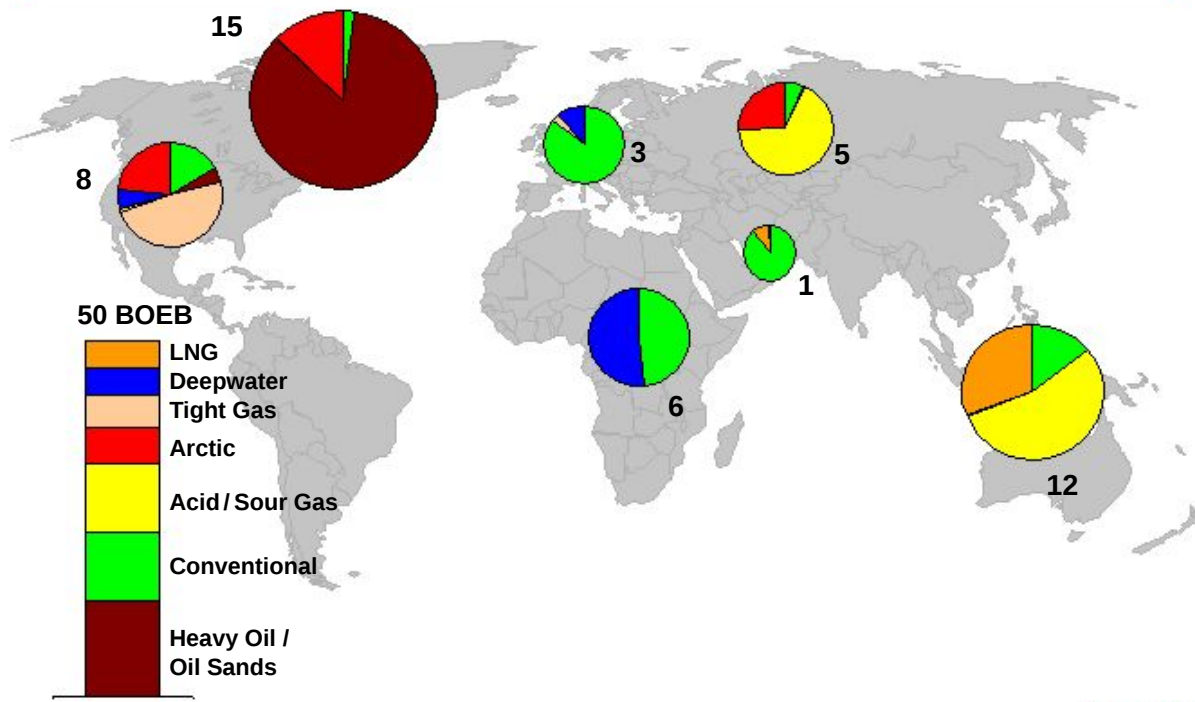 15
8
3
5
1
6
12
50 BOEB
LNG
Deepwater
Tight Gas
Arctic
Acid / Sour Gas
Conventional
Heavy Oil /
Oil Sands